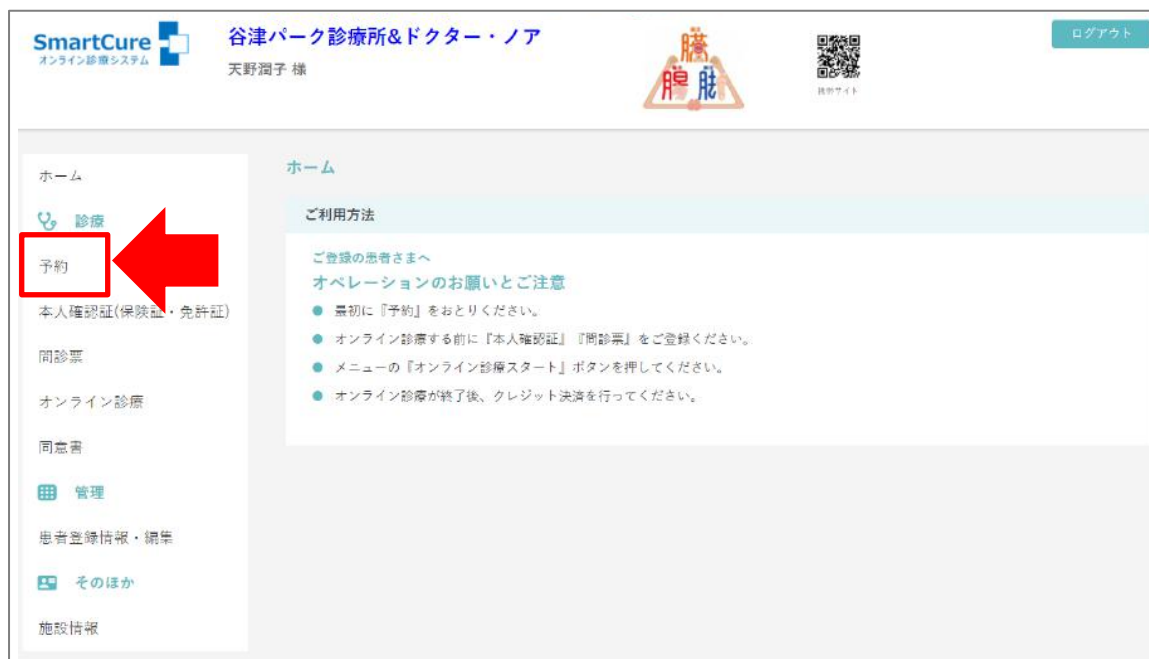 SmartCure
オンライン診療システム
谷津パーク診療所&ドクター・ノア
天野潤子 様
携帯サイト
ログアウト
ホーム
診療
予約
本人確認証(保険証・免許証)
問診票
オンライン診療
同意書
管理
患者登録情報・編集
そのほか
施設情報
ホーム
ご利用方法
ご登録の患者さまへ
オペレーションのお願いとご注意
最初に『予約』をおとりください。
オンライン診療する前に『本人確認証』『問診票』をご登録ください。
メニューの『オンライン診療スタート』ボタンを押してください。
オンライン診療が終了後、クレジット決済を行ってください。